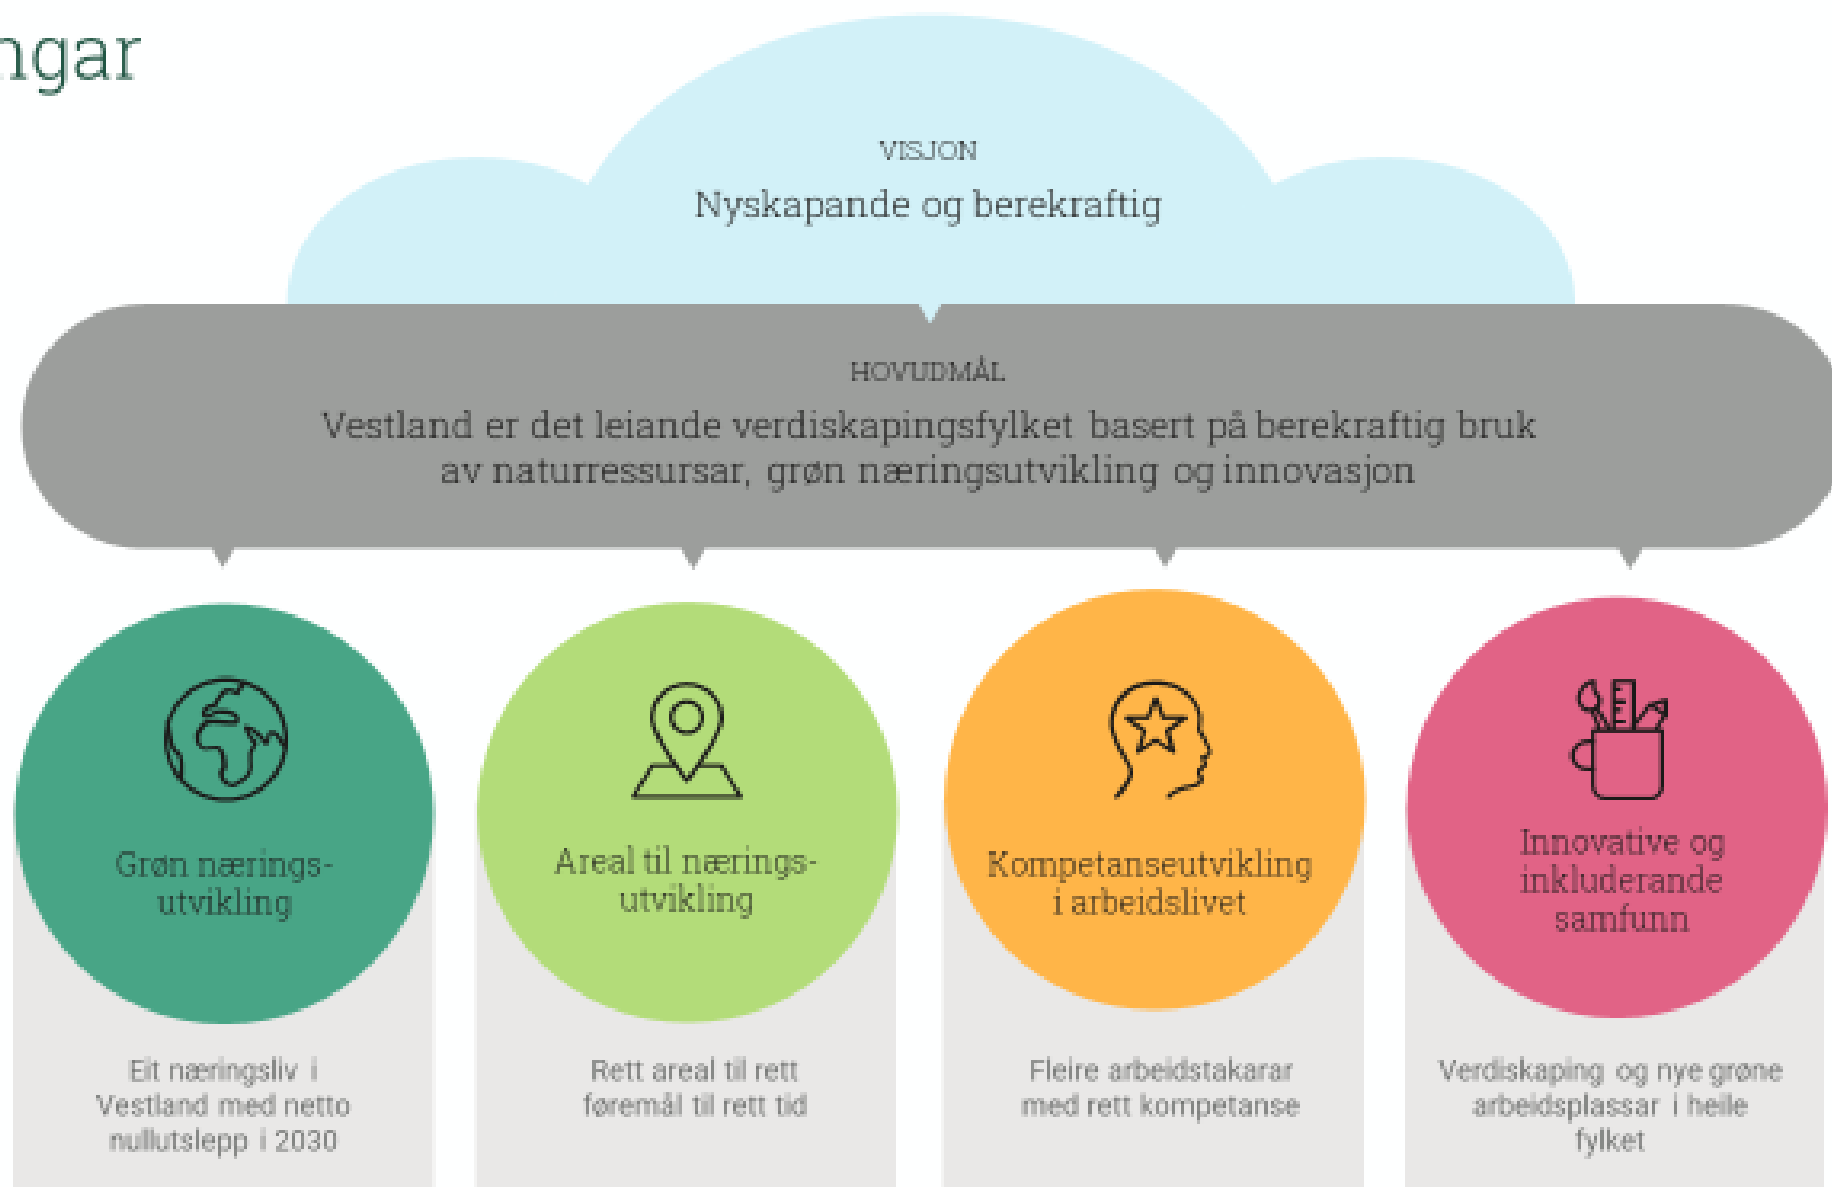 ngar
VISJON
Nyskapande og berekraftig
HOVUDMÅL
Vestland er det leiande verdiskapingsfylket basert på berekraftig bruk
av naturressursar, grøn næringsutvikling og innovasjon
Grøn nærings-
utvikling
Eit næringsliv i
Vestland med netto
nullutslepp i 2030
Areal til nærings-
utvikling
Rett areal til rett
føremål til rett tid
Kompetanseutvikling
i arbeidslivet
Fleire arbeidstakarar
med rett kompetanse
Innovative og
inkluderande
samfunn
Verdiskaping og nye grøne
arbeidsplassar i heile
fylket